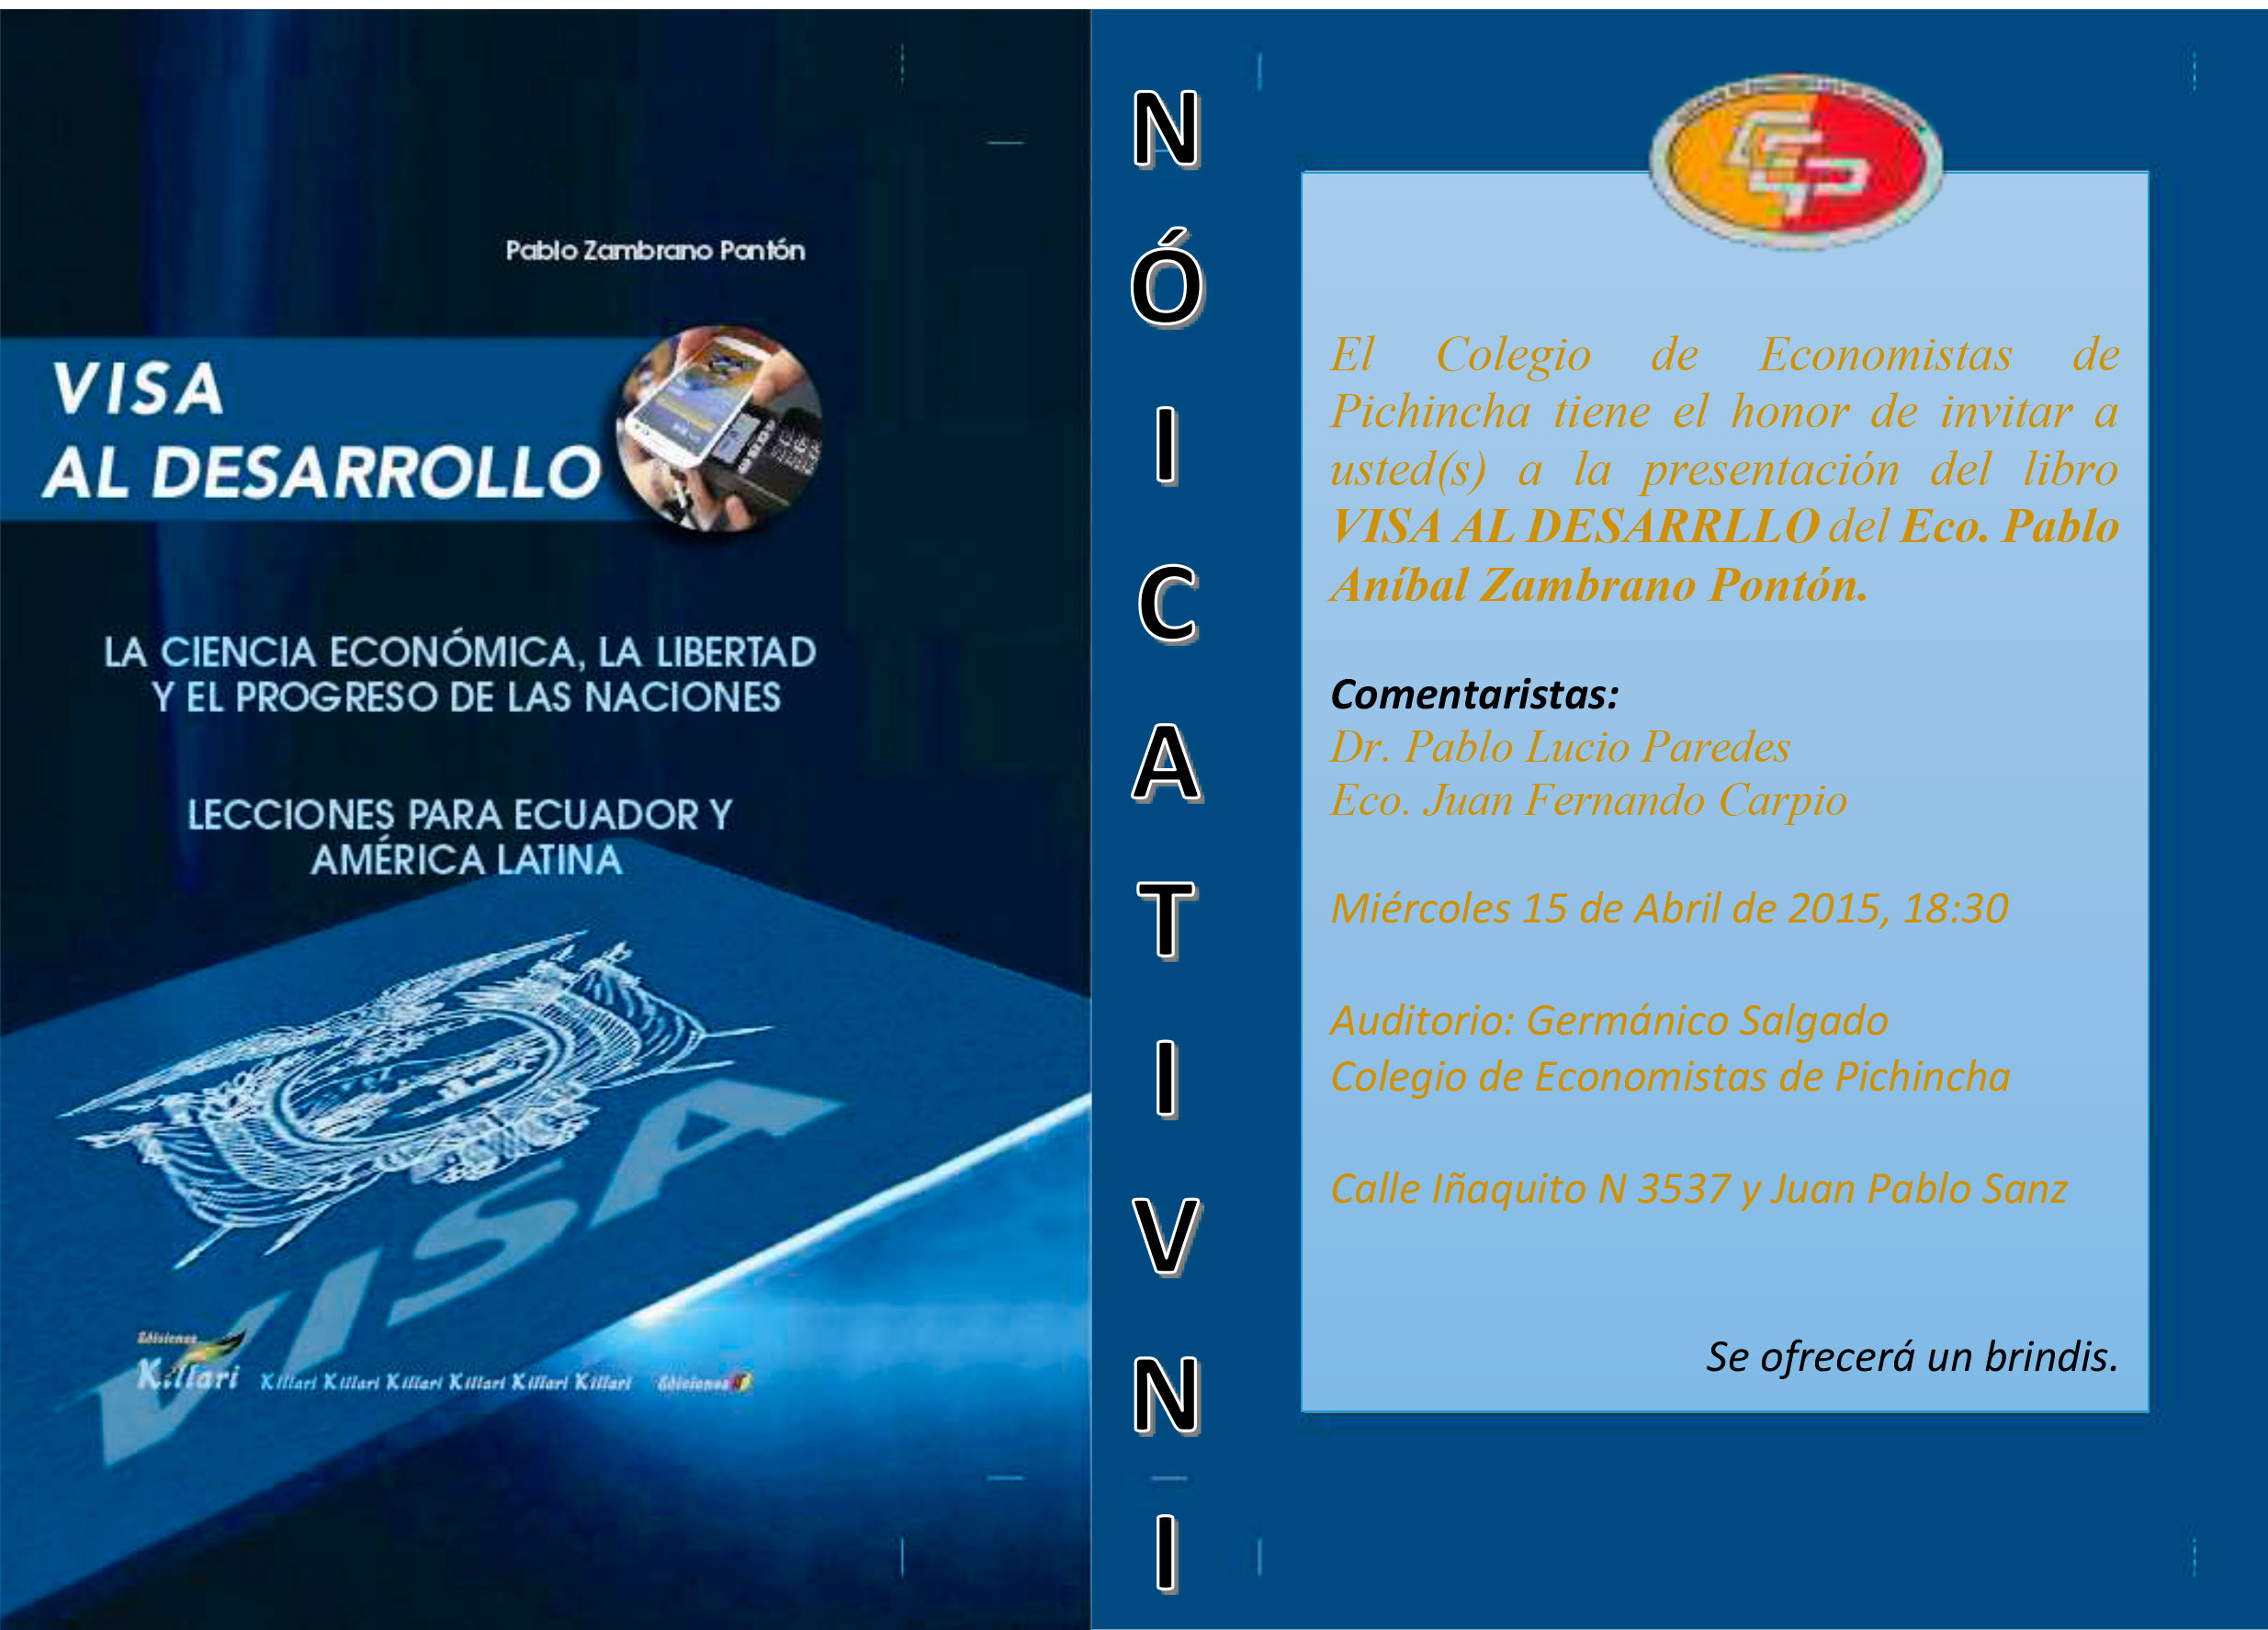 Pablo Zambrano Pontón
VISA
AL DESARROLLO
LA CIENCIA ECONÓMICA, LA LIBERTAD
Y EL PROGRESO DE LAS NACIONES
LECCIONES PARA ECUADOR Y
AMÉRICA LATINA
VISA
Ediciones
Killari Killari Killari Killari Killari Killari Killari Ediciones
N
Ó
I
C
A
T
I
V
N
I
CEP
El Colegio de Economistas de
Pichincha tiene el honor de invitar a
usted(s) a la presentación del libro
VISA AL DESARRLLO del Eco. Pablo
Aníbal Zambrano Pontón.
Comentaristas:
Dr. Pablo Lucio Paredes
Eco. Juan Fernando Carpio
Miércoles 15 de Abril de 2015, 18:30
Auditorio: Germánico Salgado
Colegio de Economistas de Pichincha
Calle Iñaquito N 3537 y Juan Pablo Sanz
Se ofrecerá un brindis.